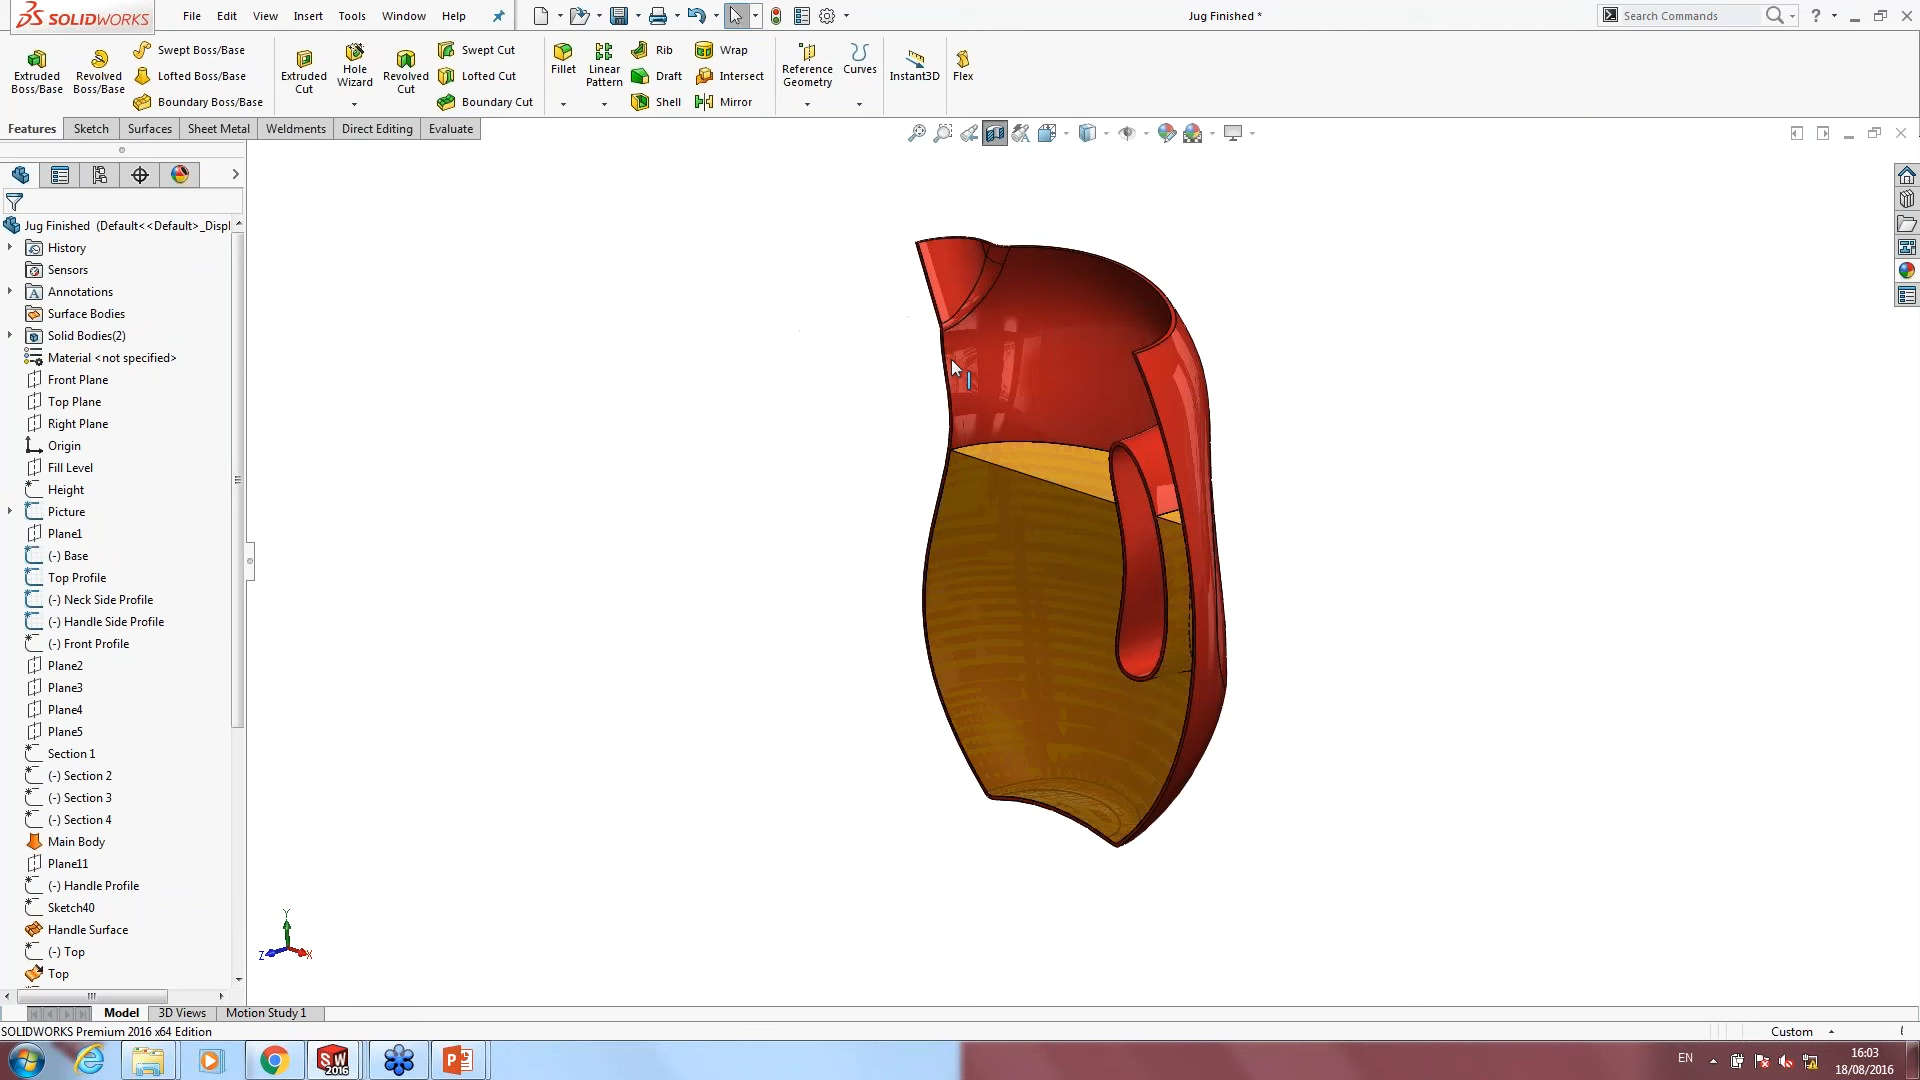 SOLIDWORKS
File Edit View Insert Tools Window Help
Jug Finished *
Search Commands
Extruded Boss/Base
Revolved Boss/Base
Swept Boss/Base
Lofted Boss/Base
Boundary Boss/Base
Extruded Cut
Hole Wizard
Revolved Cut
Swept Cut
Lofted Cut
Boundary Cut
Fillet
Linear Pattern
Rib
Draft
Shell
Wrap
Intersect
Mirror
Reference Geometry
Curves
Instant3D
Flex
Features Sketch Surfaces Sheet Metal Weldments Direct Editing Evaluate
Jug Finished (Default<<Default>_Displ
History
Sensors
Annotations
Surface Bodies
Solid Bodies(2)
Material <not specified>
Front Plane
Top Plane
Right Plane
Origin
Fill Level
Height
Picture
Plane1
(-) Base
Top Profile
(-) Neck Side Profile
(-) Handle Side Profile
(-) Front Profile
Plane2
Plane3
Plane4
Plane5
Section 1
(-) Section 2
(-) Section 3
(-) Section 4
Main Body
Plane11
(-) Handle Profile
Sketch40
Handle Surface
(-) Top
Top
Y
Z X
Model 3D Views Motion Study 1
SOLIDWORKS Premium 2016 x64 Edition
Custom
SW 2016
EN
16:03
18/08/2016